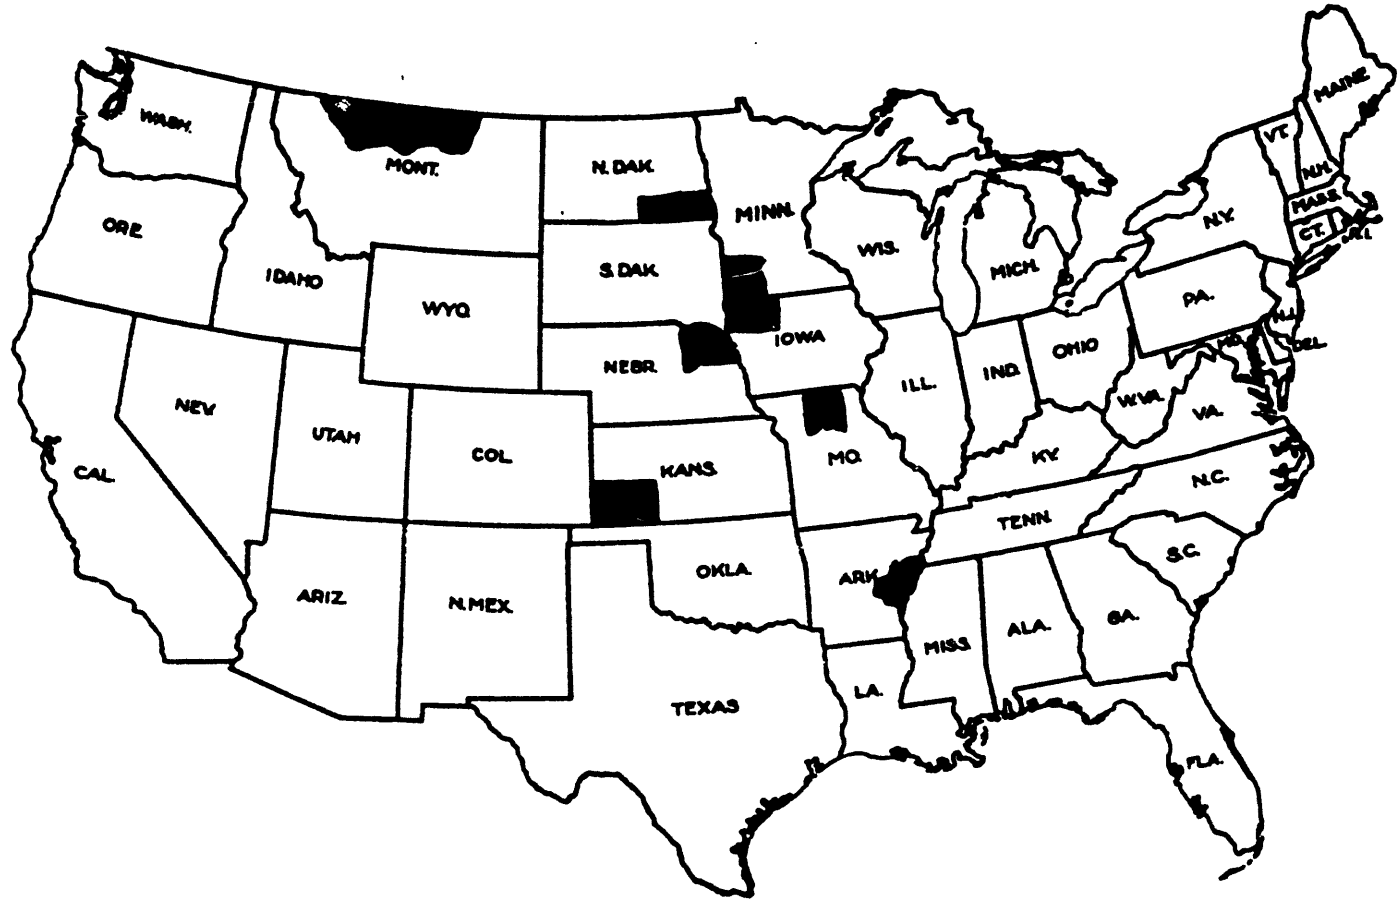 MAINE
WASH.
VT.
N.H.
MONT.
N. DAK.
MINN.
MASS.
ORE.
N.Y.
CT.
R.I.
WIS.
MICH.
S. DAK.
IDAHO
WYO.
PA.
N.J.
IOWA
OHIO
MD.
DEL.
NEBR.
ILL.
IND.
W.VA.
NEV.
VA.
UTAH
COL.
KANS.
MO.
KY.
CAL.
N.C.
TENN.
S.C.
ARIZ.
N. MEX.
OKLA.
ARK.
MISS.
ALA.
GA.
LA.
TEXAS
FLA.